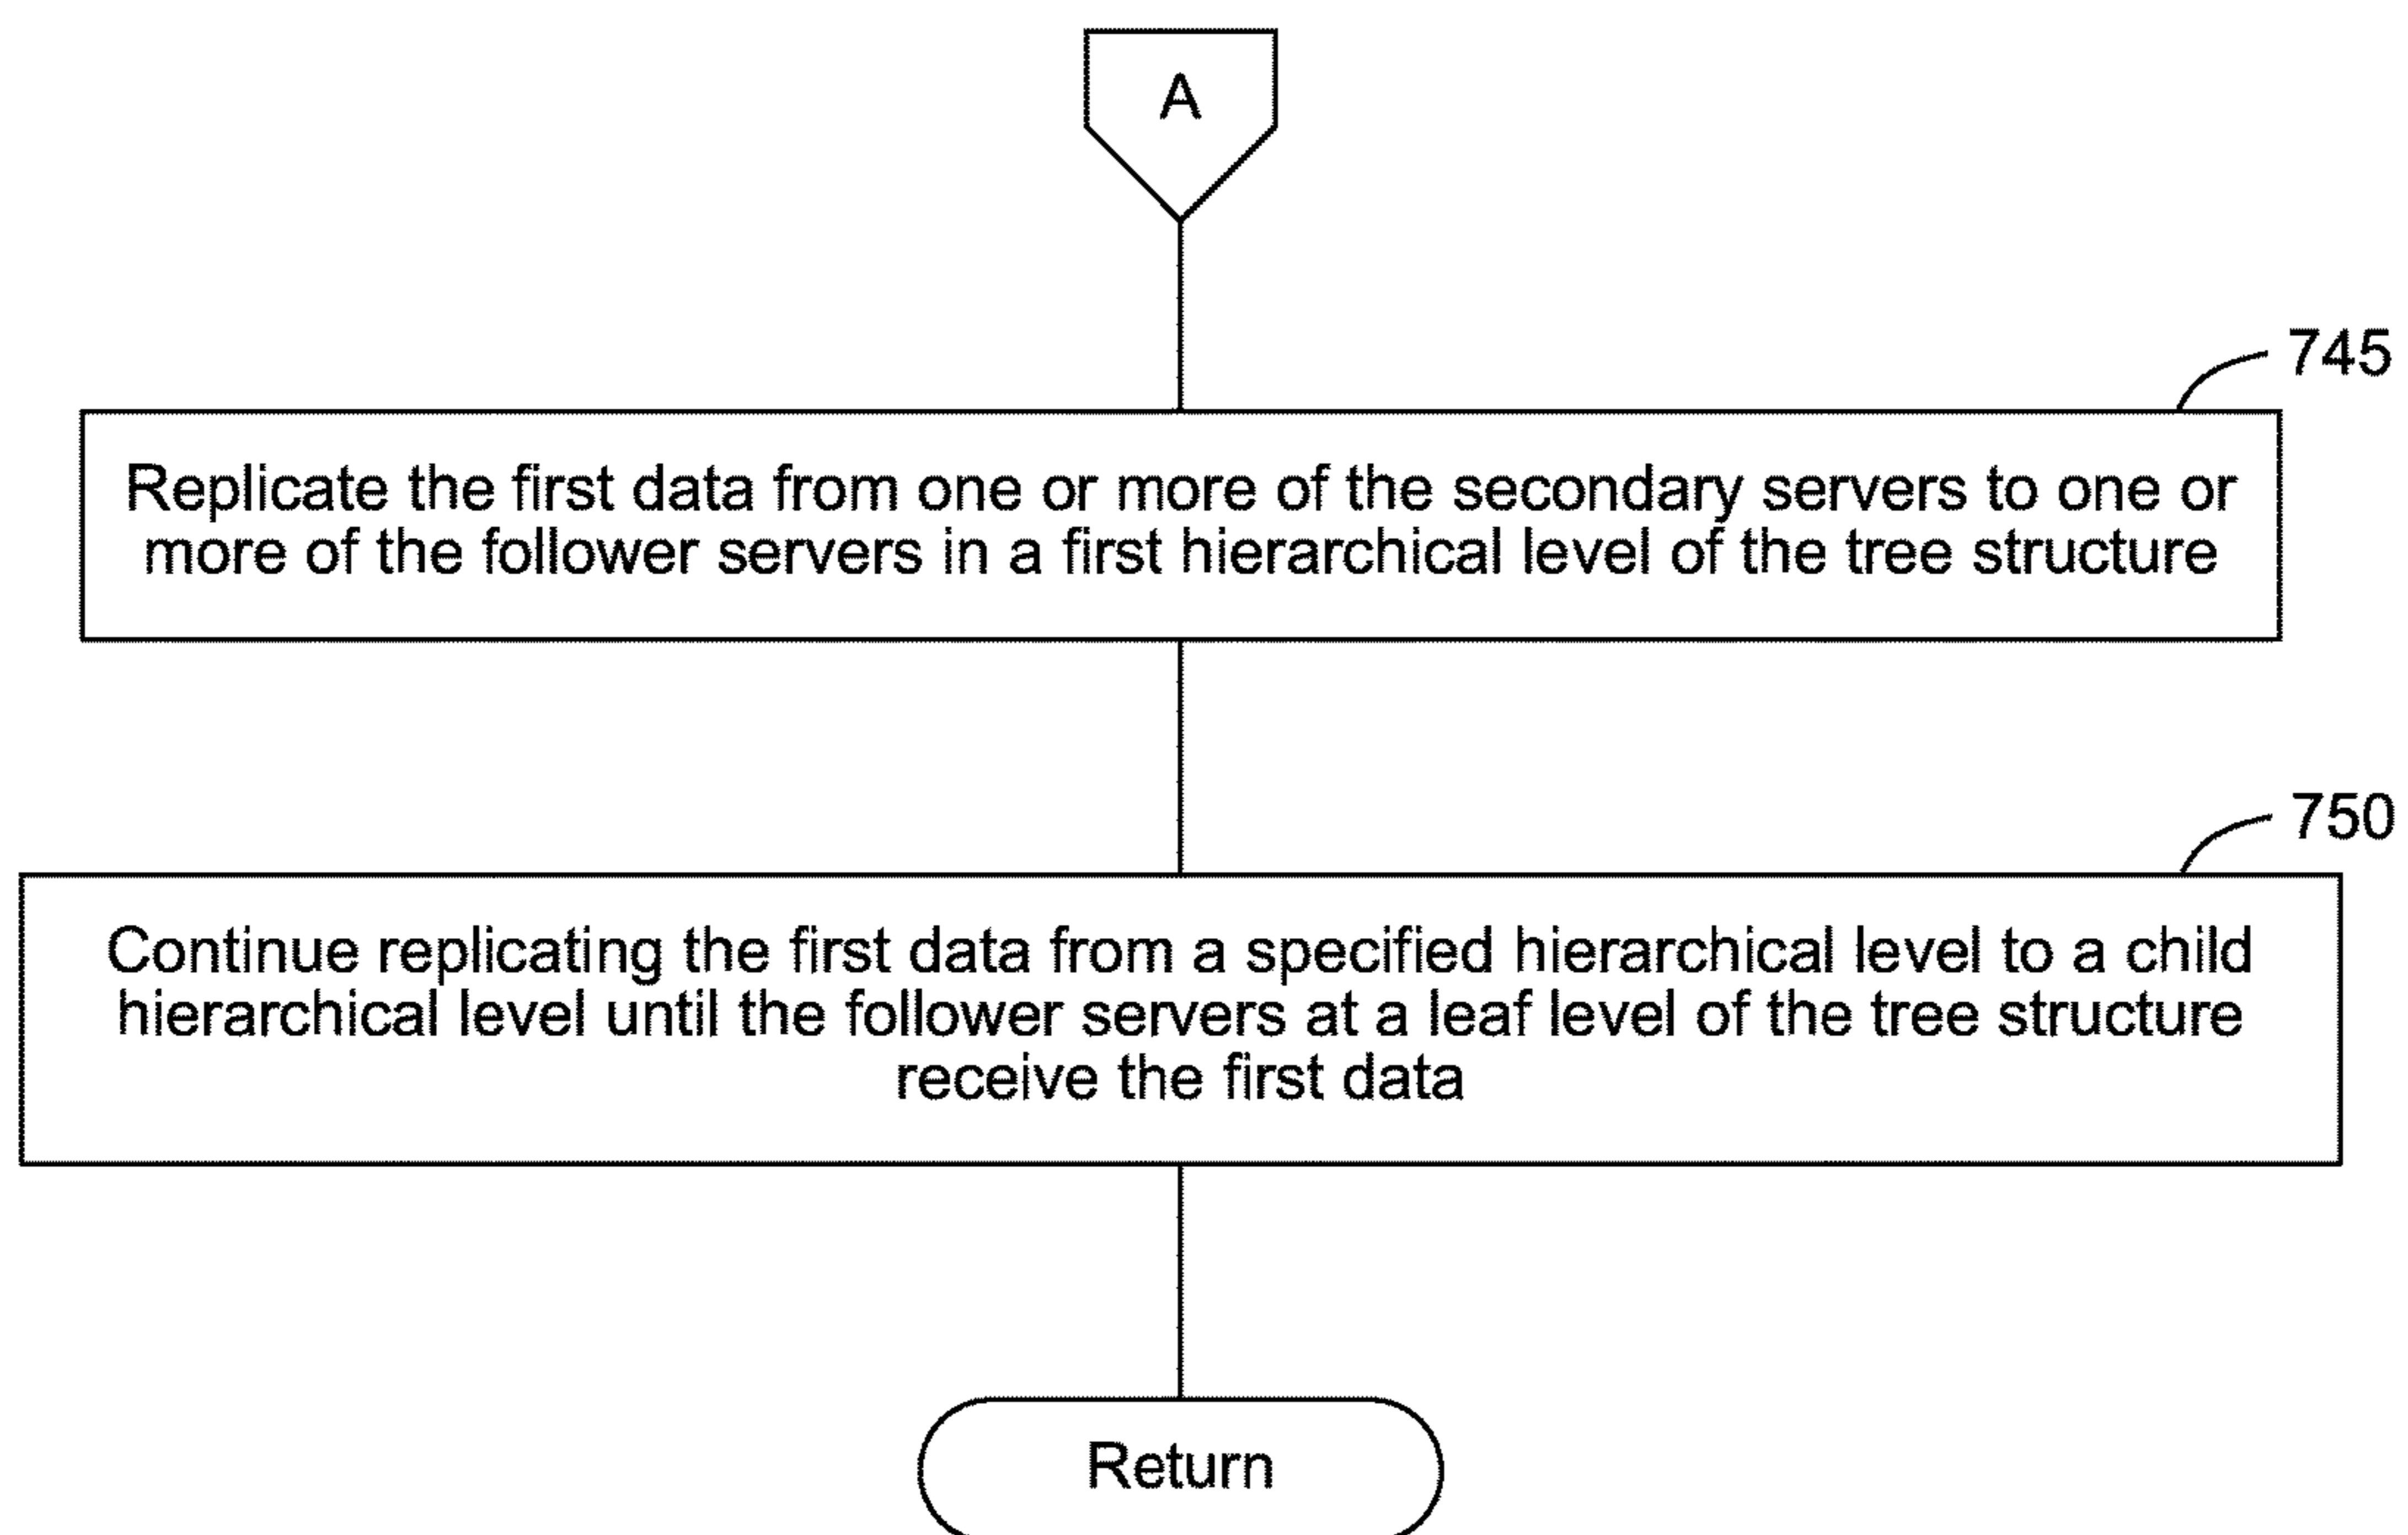 A
745
Replicate the first data from one or more of the secondary servers to one or
more of the follower servers in a first hierarchical level of the tree structure
750
Continue replicating the first data from a specified hierarchical level to a child
hierarchical level until the follower servers at a leaf level of the tree structure
receive the first data
Return